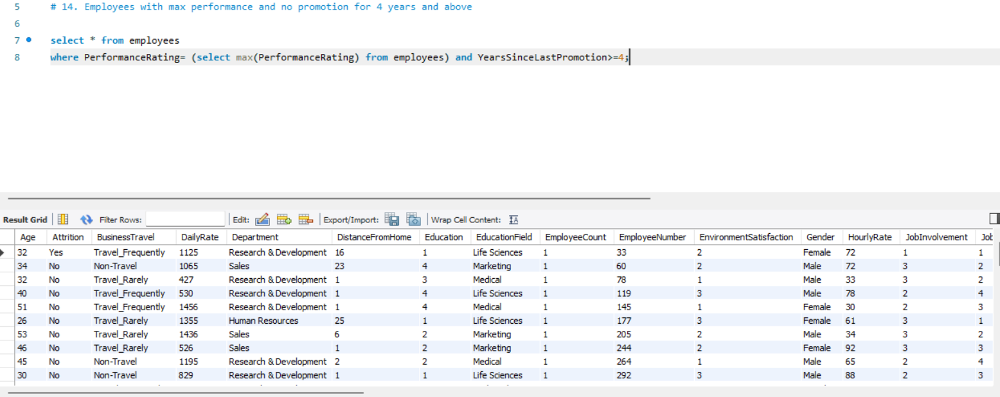 5 # 14. Employees with max performance and no promotion for 4 years and above
6
7 select * from employees
8 where PerformanceRating= (select max(PerformanceRating) from employees) and YearsSinceLastPromotion>=4;
Result Grid Filter Rows: Edit: Export/Import: Wrap Cell Content:
Age Attrition BusinessTravel DailyRate Department DistanceFromHome Education EducationField EmployeeCount EmployeeNumber EnvironmentSatisfaction Gender HourlyRate JobInvolvement Job
32 Yes Travel_Frequently 1125 Research & Development 16 1 Life Sciences 1 33 2 Female 72 1 1
34 No Non-Travel 1065 Sales 23 4 Marketing 1 60 2 Male 72 3 2
32 No Travel_Rarely 427 Research & Development 1 3 Medical 1 78 1 Male 33 3 2
40 No Travel_Frequently 530 Research & Development 1 4 Life Sciences 1 119 3 Male 78 2 4
51 No Travel_Frequently 1456 Research & Development 1 4 Medical 1 145 1 Female 30 2 3
26 No Travel_Rarely 1355 Human Resources 25 1 Life Sciences 1 177 3 Female 61 3 1
53 No Travel_Rarely 1436 Sales 6 2 Marketing 1 205 2 Male 34 3 2
46 No Travel_Rarely 526 Sales 1 2 Marketing 1 244 2 Female 92 3 3
45 No Non-Travel 1195 Research & Development 2 2 Medical 1 264 1 Male 65 2 4
30 No Non-Travel 829 Research & Development 1 1 Life Sciences 1 292 3 Male 88 2 3